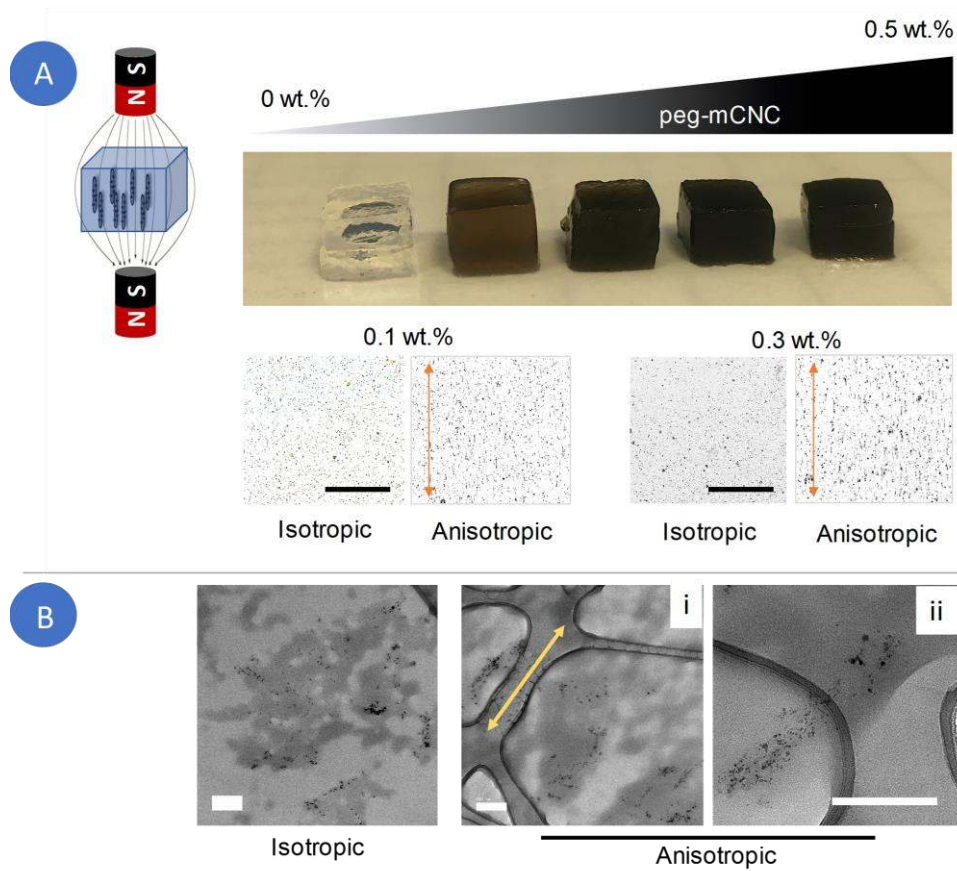 A
S
N
S
N
0 wt.%
0.5 wt.%
peg-mCNC
0.1 wt.%
0.3 wt.%
Isotropic
Anisotropic
Isotropic
Anisotropic
B
i
ii
Isotropic
Anisotropic